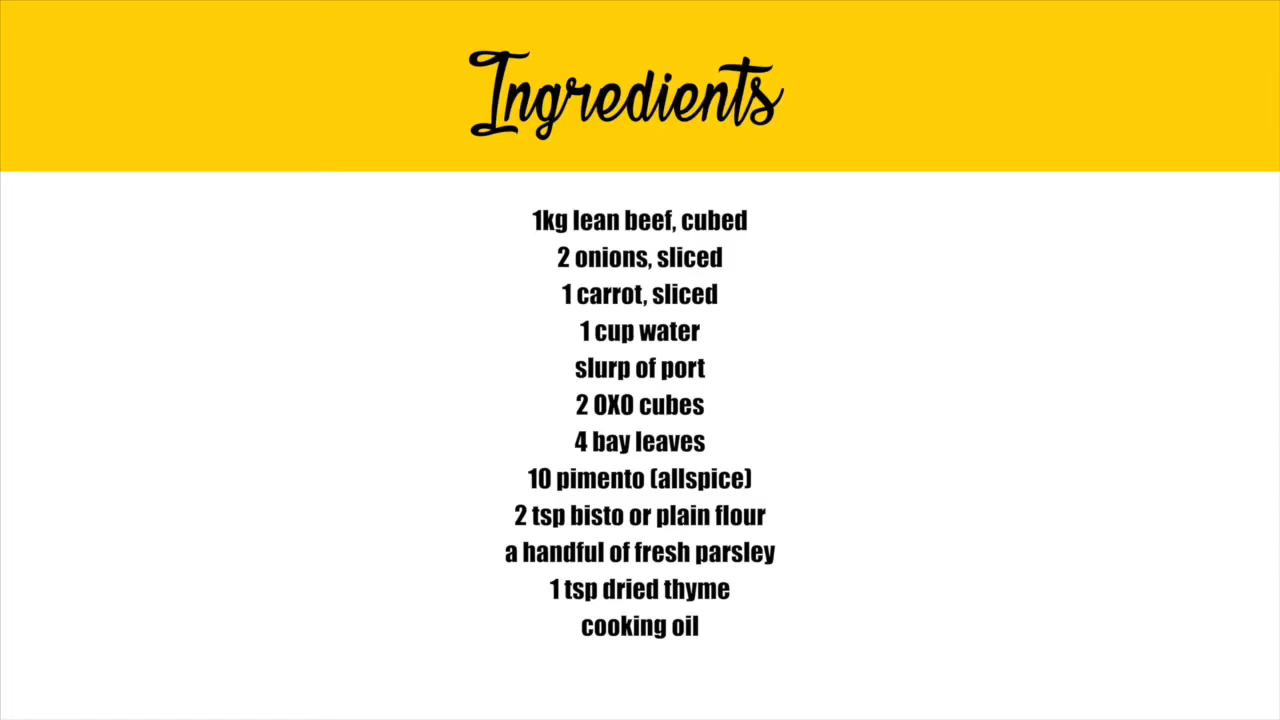 Ingredients
1kg lean beef, cubed
2 onions, sliced
1 carrot, sliced
1 cup water
slurp of port
2 OXO cubes
4 bay leaves
10 pimento (allspice)
2 tsp bisto or plain flour
a handful of fresh parsley
1 tsp dried thyme
cooking oil